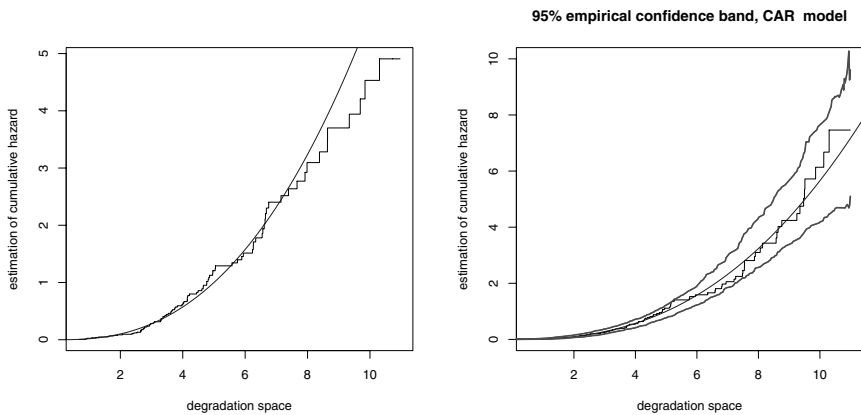 95% empirical confidence band, CAR model
estimation of cumulative hazard
5
4
3
2
1
0
2 4 6 8 10
degradation space
estimation of cumulative hazard
10
8
6
4
2
0
2 4 6 8 10
degradation space